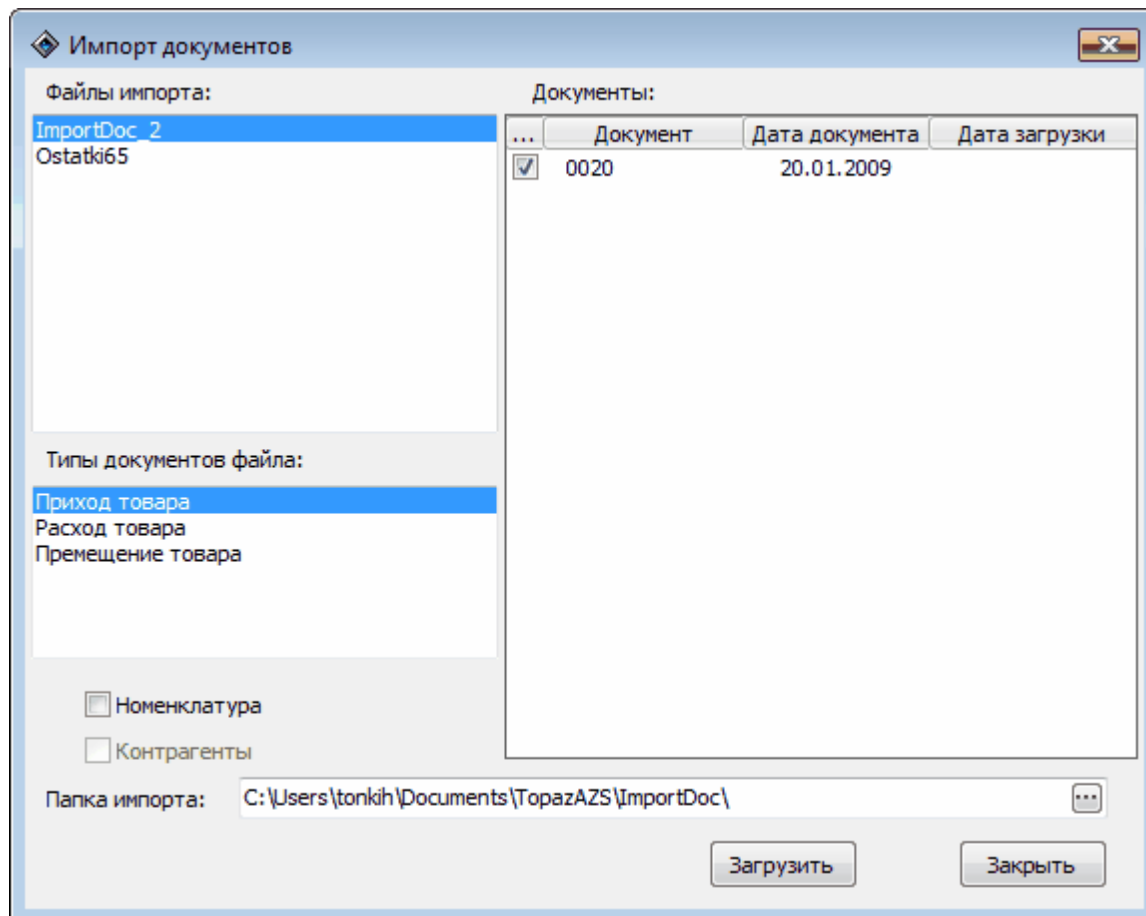 Импорт документов
Файлы импорта:
ImportDoc_2
Ostatki65
Типы документов файла:
Приход товара
Расход товара
Премещение товара
Номенклатура
Контрагенты
Документы:
... Документ Дата документа Дата загрузки
0020 20.01.2009
Папка импорта: C:\Users\tonkih\Documents\TopazAZS\ImportDoc\ ...
Загрузить Закрыть